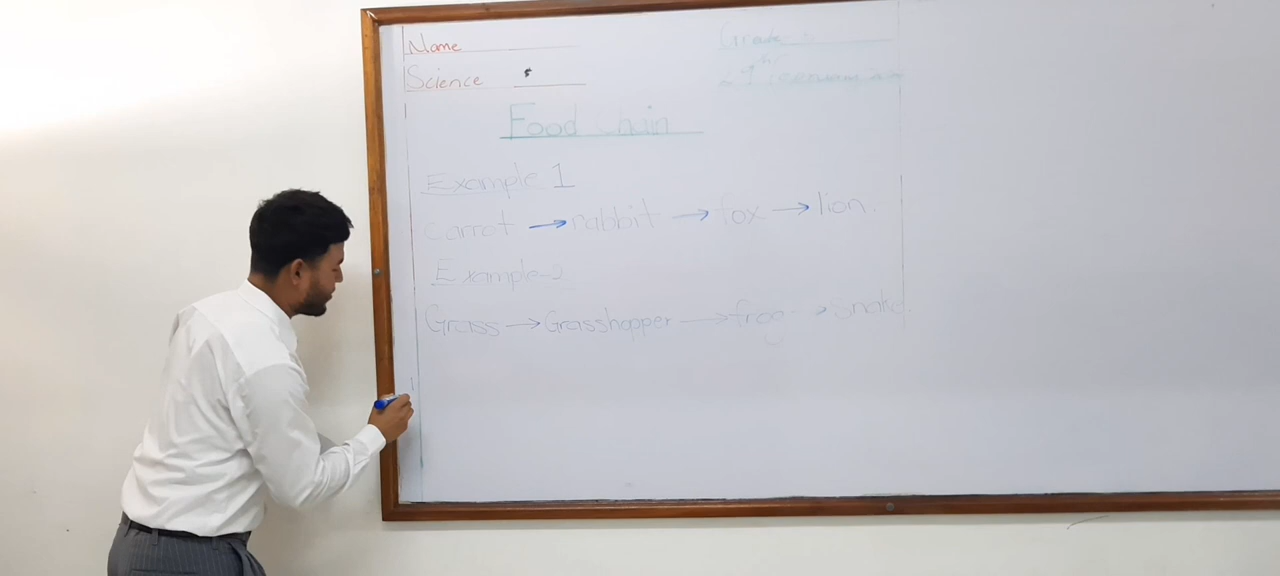 Name
Grade
Science
Food Chain
Example 1
Carrot → rabbit → fox → lion.
Example-2
Grass → Grasshopper → frog → snake.